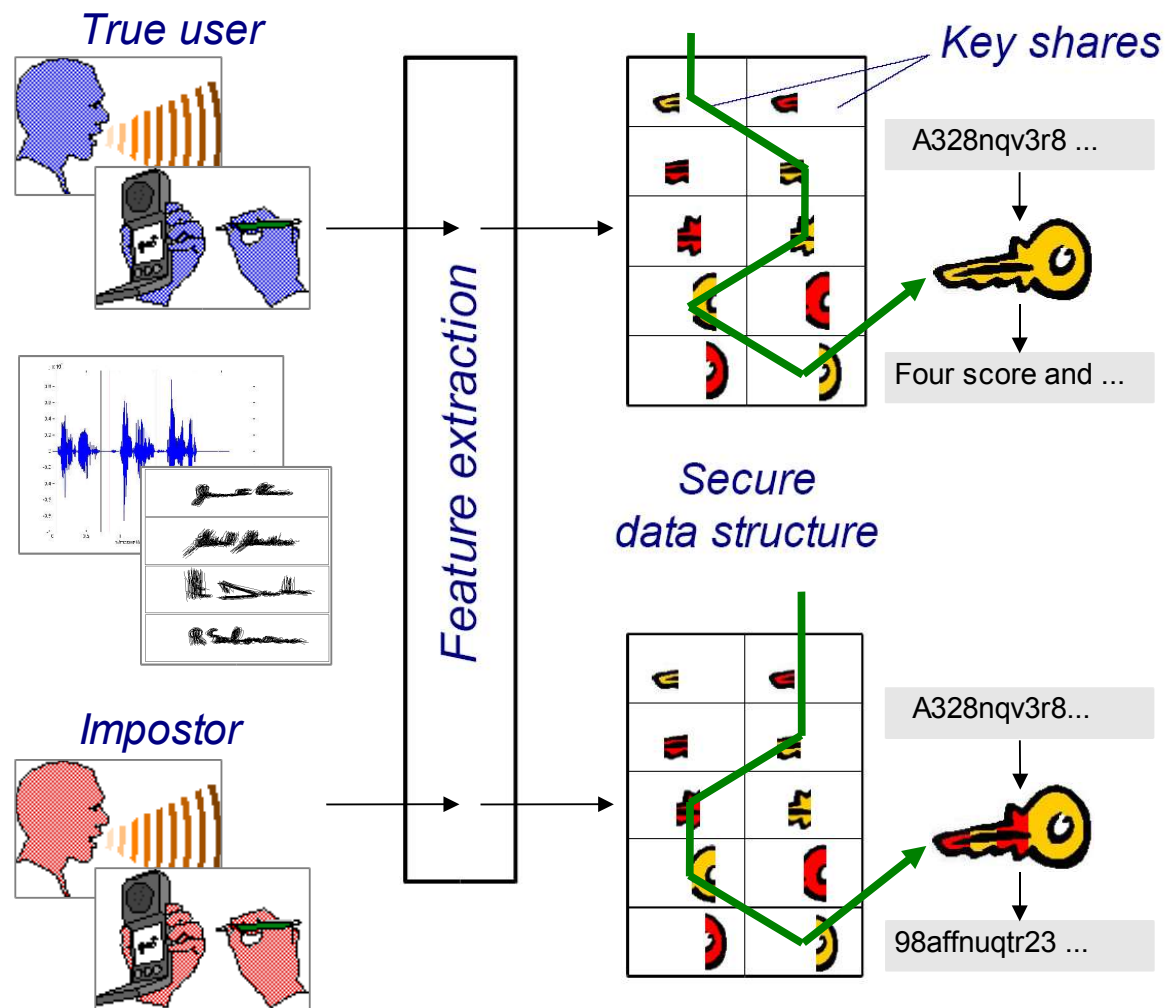 True user
Key shares
A328nqv3r8 ...
Four score and ...
Feature extraction
Secure
data structure
Impostor
A328nqv3r8...
98affnuqtr23 ...